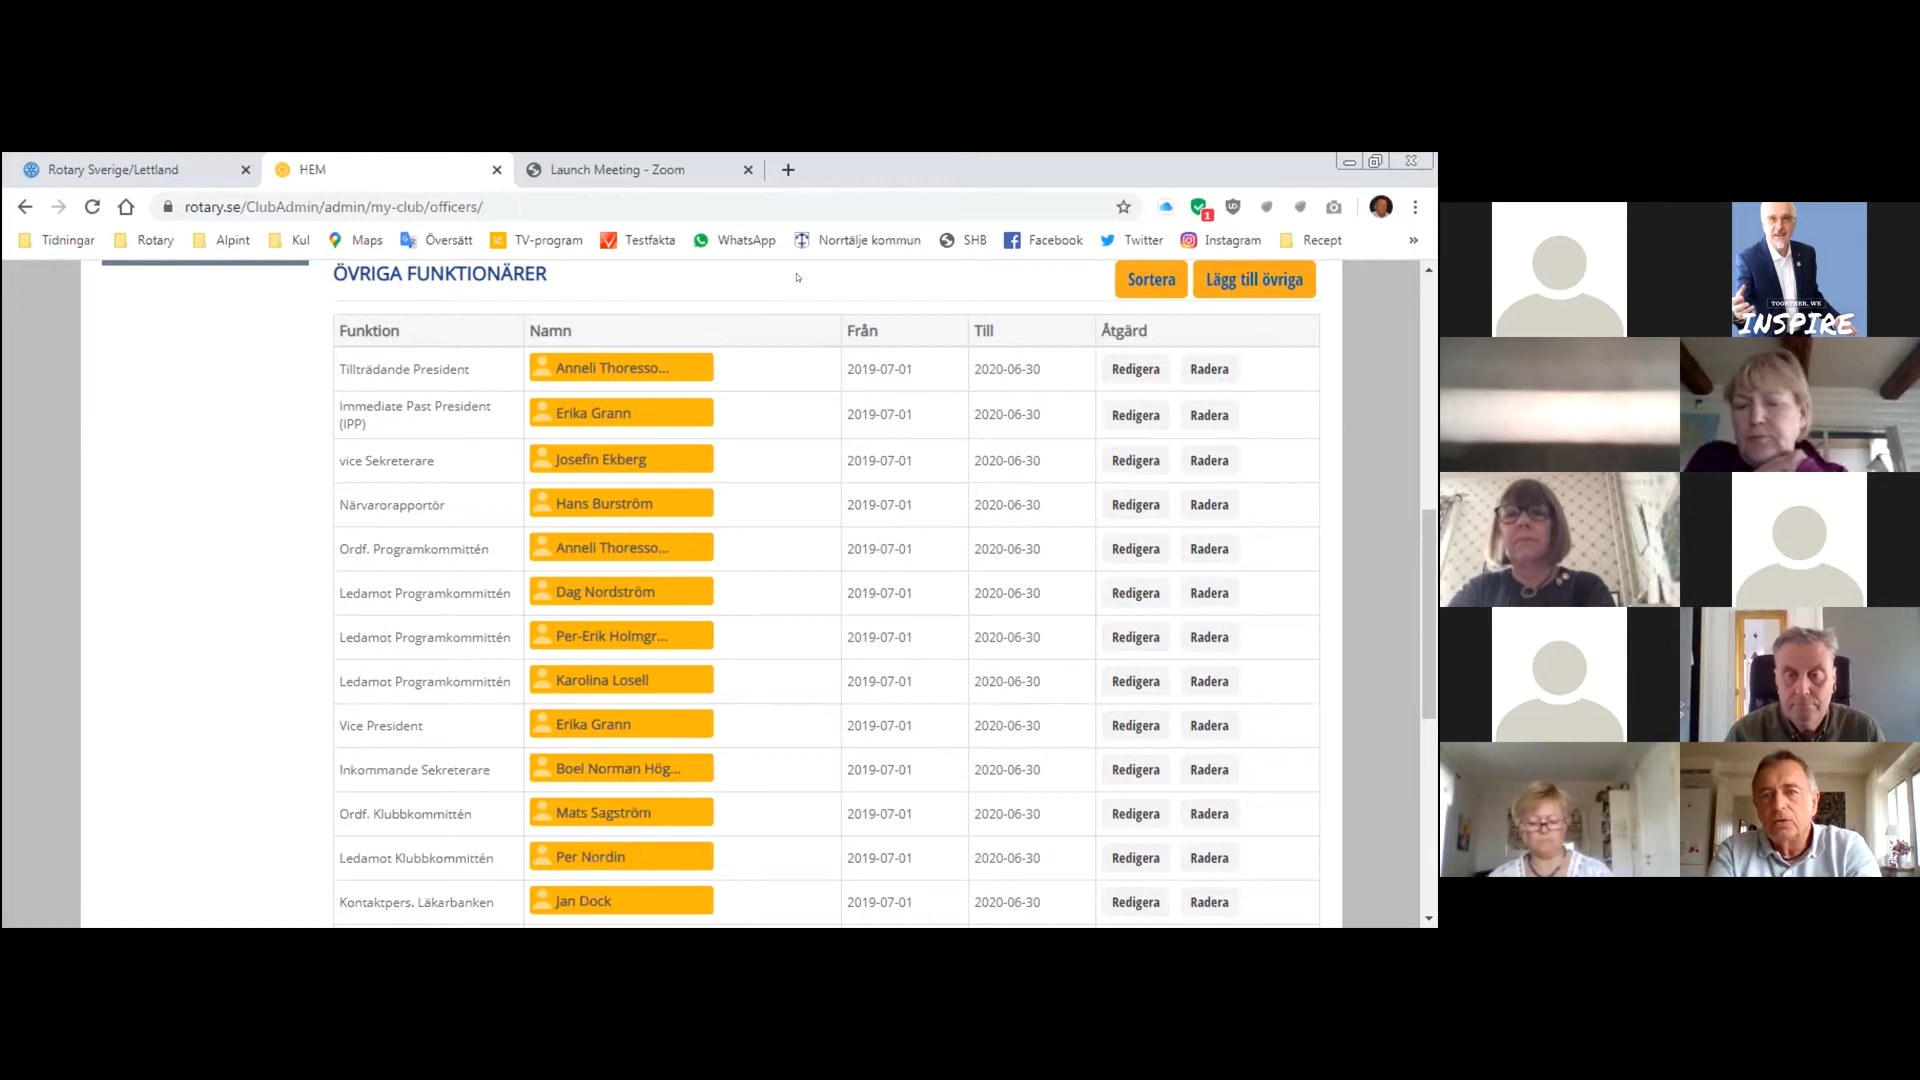 Rotary Sverige/Lettland
HEM
Launch Meeting - Zoom
rotary.se/ClubAdmin/admin/my-club/officers/
1
Tidningar Rotary Alpint Kul Maps Översätt TV-program Testfakta WhatsApp Norrtälje kommun SHB Facebook Twitter Instagram Recept »
ÖVRIGA FUNKTIONÄRER
Sortera Lägg till övriga
Funktion Namn Från Till Åtgärd
Tillträdande President Anneli Thoresso... 2019-07-01 2020-06-30 Redigera Radera
Immediate Past President
(IPP) Erika Grann 2019-07-01 2020-06-30 Redigera Radera
vice Sekreterare Josefin Ekberg 2019-07-01 2020-06-30 Redigera Radera
Närvarorapportör Hans Burström 2019-07-01 2020-06-30 Redigera Radera
Ordf. Programkommittén Anneli Thoresso... 2019-07-01 2020-06-30 Redigera Radera
Ledamot Programkommittén Dag Nordström 2019-07-01 2020-06-30 Redigera Radera
Ledamot Programkommittén Per-Erik Holmgr... 2019-07-01 2020-06-30 Redigera Radera
Ledamot Programkommittén Karolina Losell 2019-07-01 2020-06-30 Redigera Radera
Vice President Erika Grann 2019-07-01 2020-06-30 Redigera Radera
Inkommande Sekreterare Boel Norman Hög... 2019-07-01 2020-06-30 Redigera Radera
Ordf. Klubbkommittén Mats Sagström 2019-07-01 2020-06-30 Redigera Radera
Ledamot Klubbkommittén Per Nordin 2019-07-01 2020-06-30 Redigera Radera
Kontaktpers. Läkarbanken Jan Dock 2019-07-01 2020-06-30 Redigera Radera
TOGETHER, WE
INSPIRE